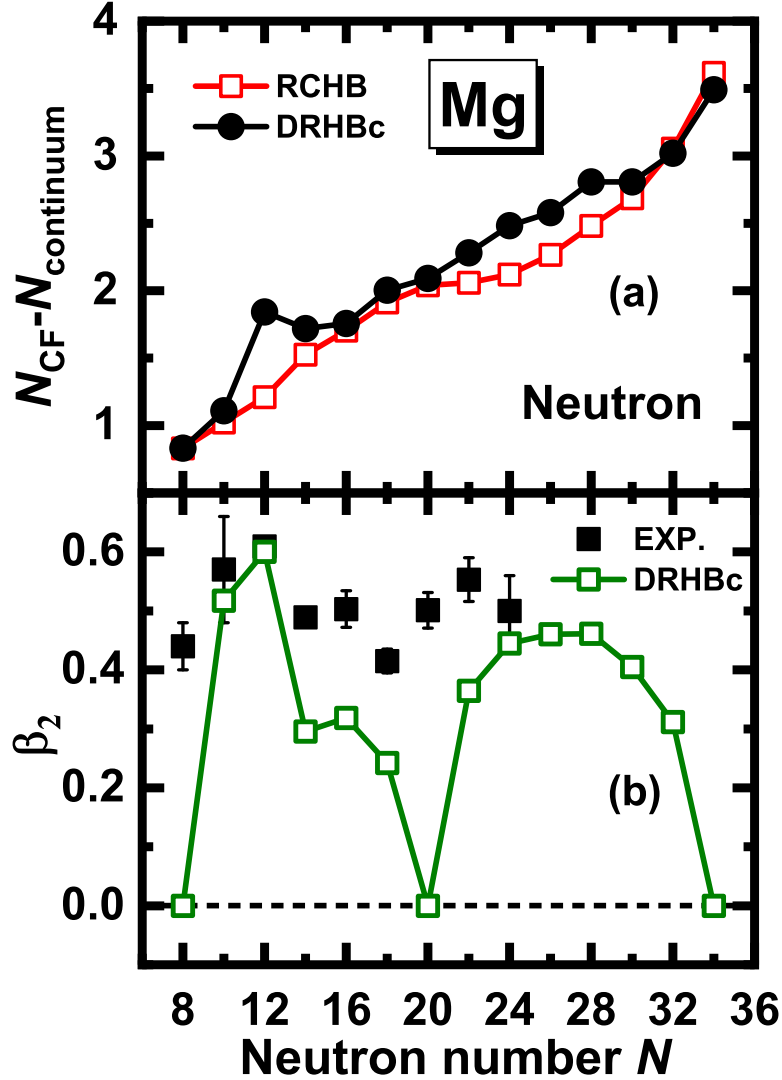 4
RCHB
DRHBc
Mg
3
2
1
N_CF-N_continuum
(a)
Neutron
EXP.
DRHBc
0.6
0.4
0.2
0.0
β_2
(b)
8 12 16 20 24 28 32 36
Neutron number N